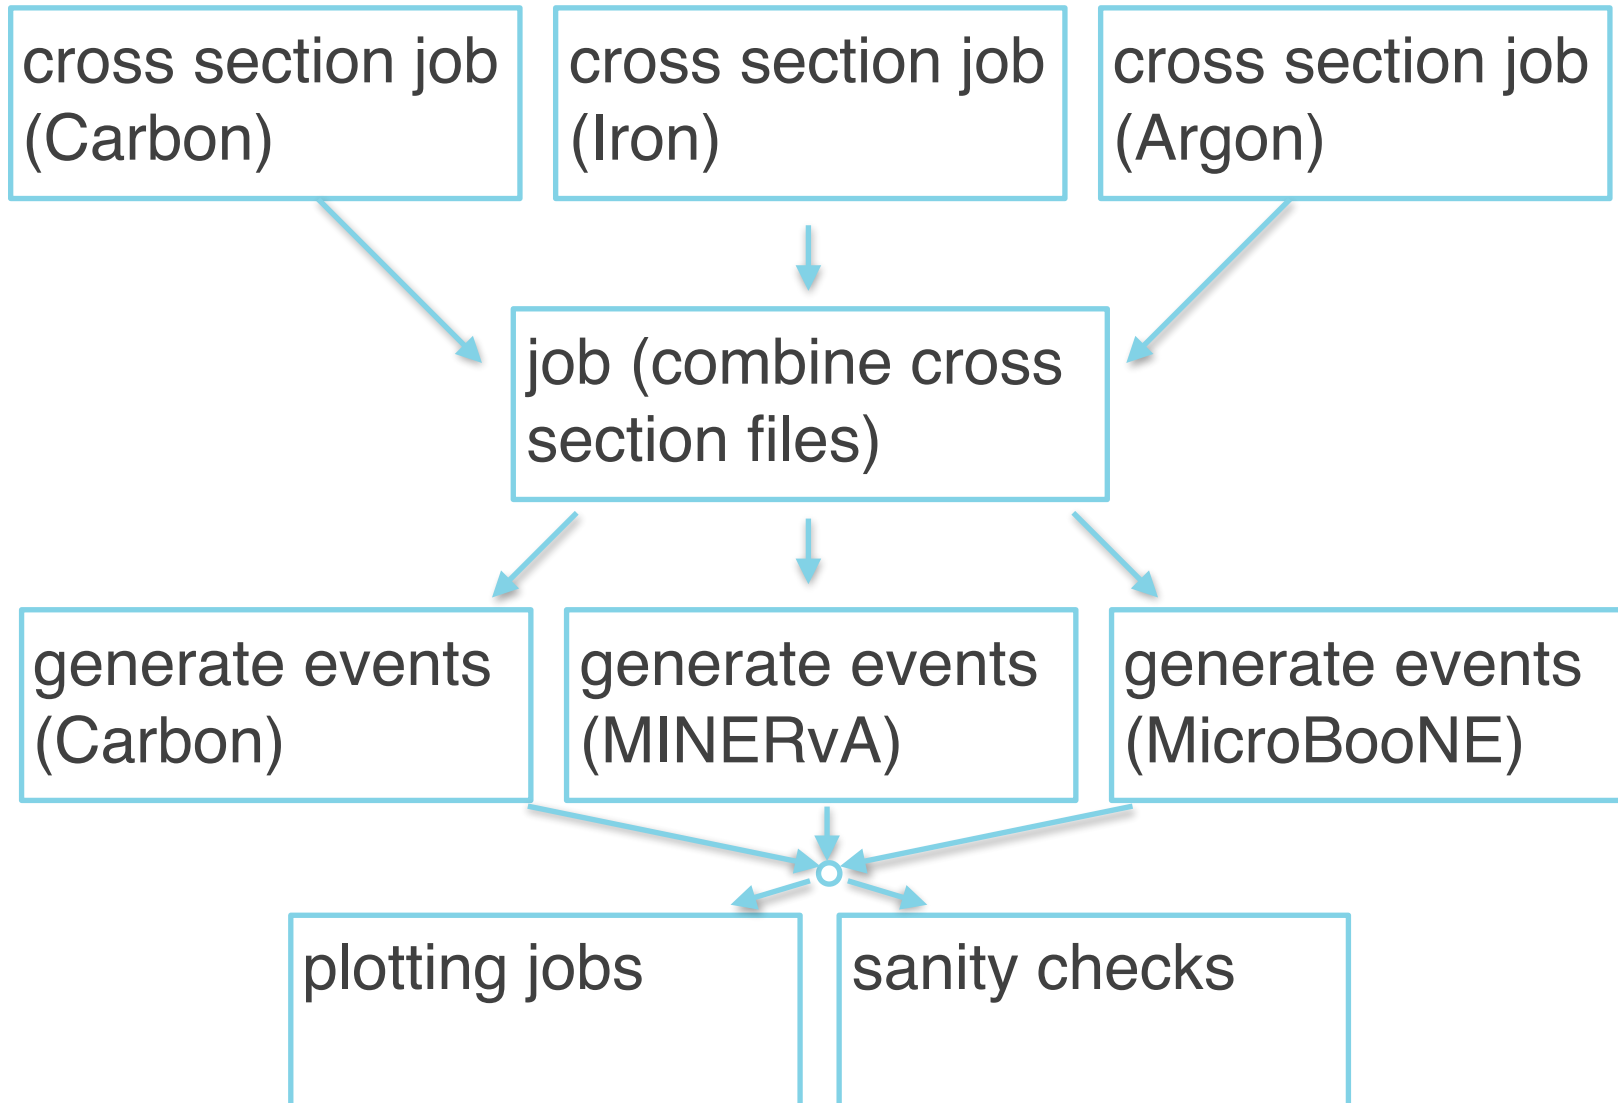 cross section job
(Carbon)
cross section job
(Iron)
cross section job
(Argon)
job (combine cross
section files)
generate events
(Carbon)
generate events
(MINERvA)
generate events
(MicroBooNE)
plotting jobs
sanity checks